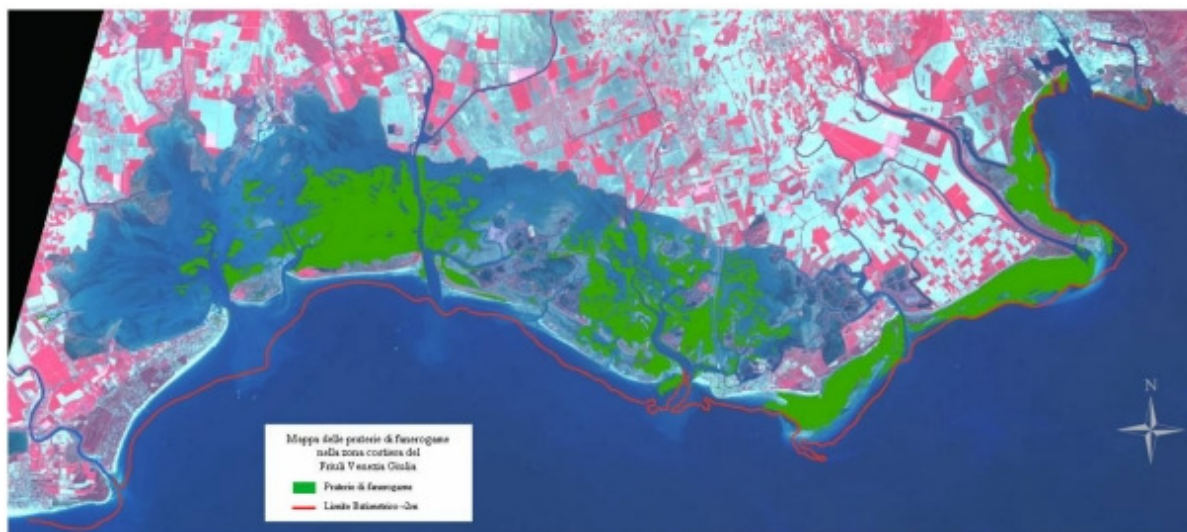 Mappa delle praterie di fanerogame
nella zona costiera del
Friuli Venezia Giulia
Praterie di fanerogame
Limite Batimetrico -2m
N